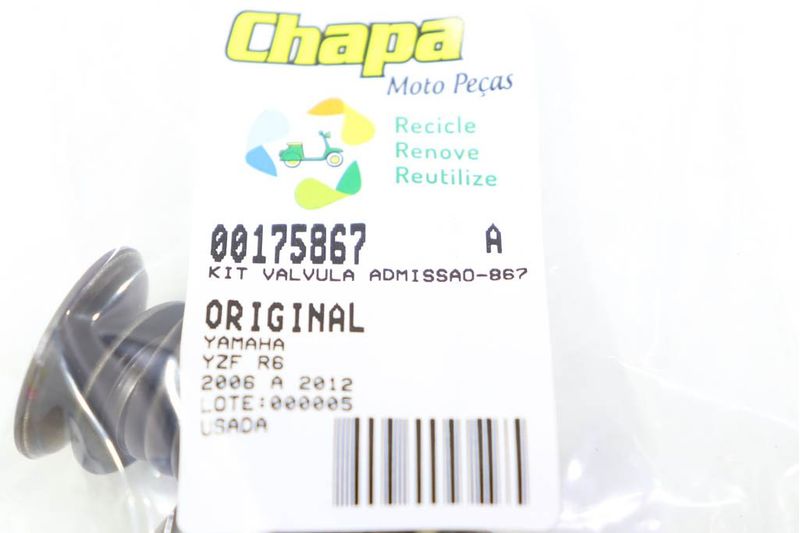 Chapa
Moto Peças
Recicle
Renove
Reutilize
00175867 A
KIT VALVULA ADMISSAO-867
ORIGINAL
YAMAHA
YZF R6
2006 A 2012
LOTE:000005
USADA